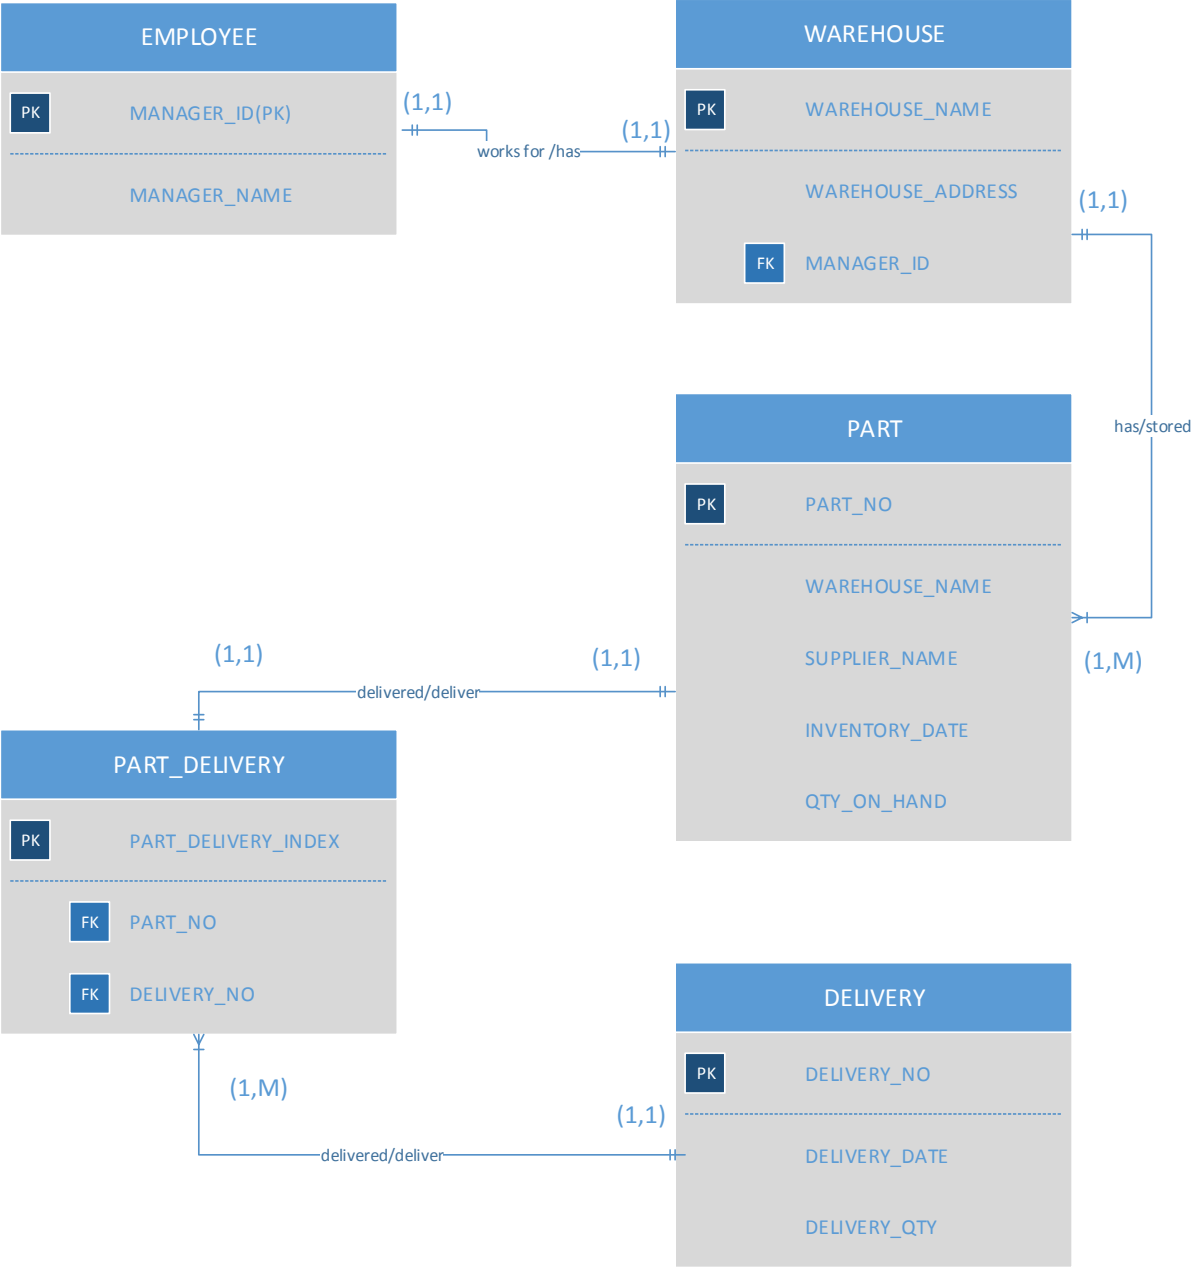 EMPLOYEE
PK MANAGER_ID(PK)
MANAGER_NAME
(1,1)
works for /has
(1,1)
WAREHOUSE
PK WAREHOUSE_NAME
WAREHOUSE_ADDRESS
FK MANAGER_ID
(1,1)
has/stored
(1,M)
PART
PK PART_NO
WAREHOUSE_NAME
SUPPLIER_NAME
INVENTORY_DATE
QTY_ON_HAND
(1,1)
delivered/deliver
(1,1)
PART_DELIVERY
PK PART_DELIVERY_INDEX
FK PART_NO
FK DELIVERY_NO
(1,M)
delivered/deliver
(1,1)
DELIVERY
PK DELIVERY_NO
DELIVERY_DATE
DELIVERY_QTY